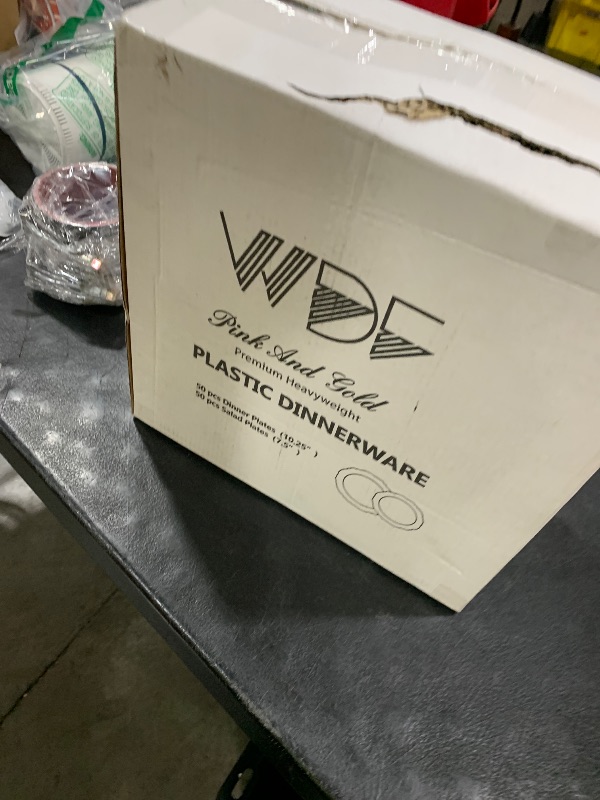 WDG
Pink And Gold
Premium Heavyweight
PLASTIC DINNERWARE
50 pcs Dinner Plates (10.25")
50 pcs Salad Plates (7.5")